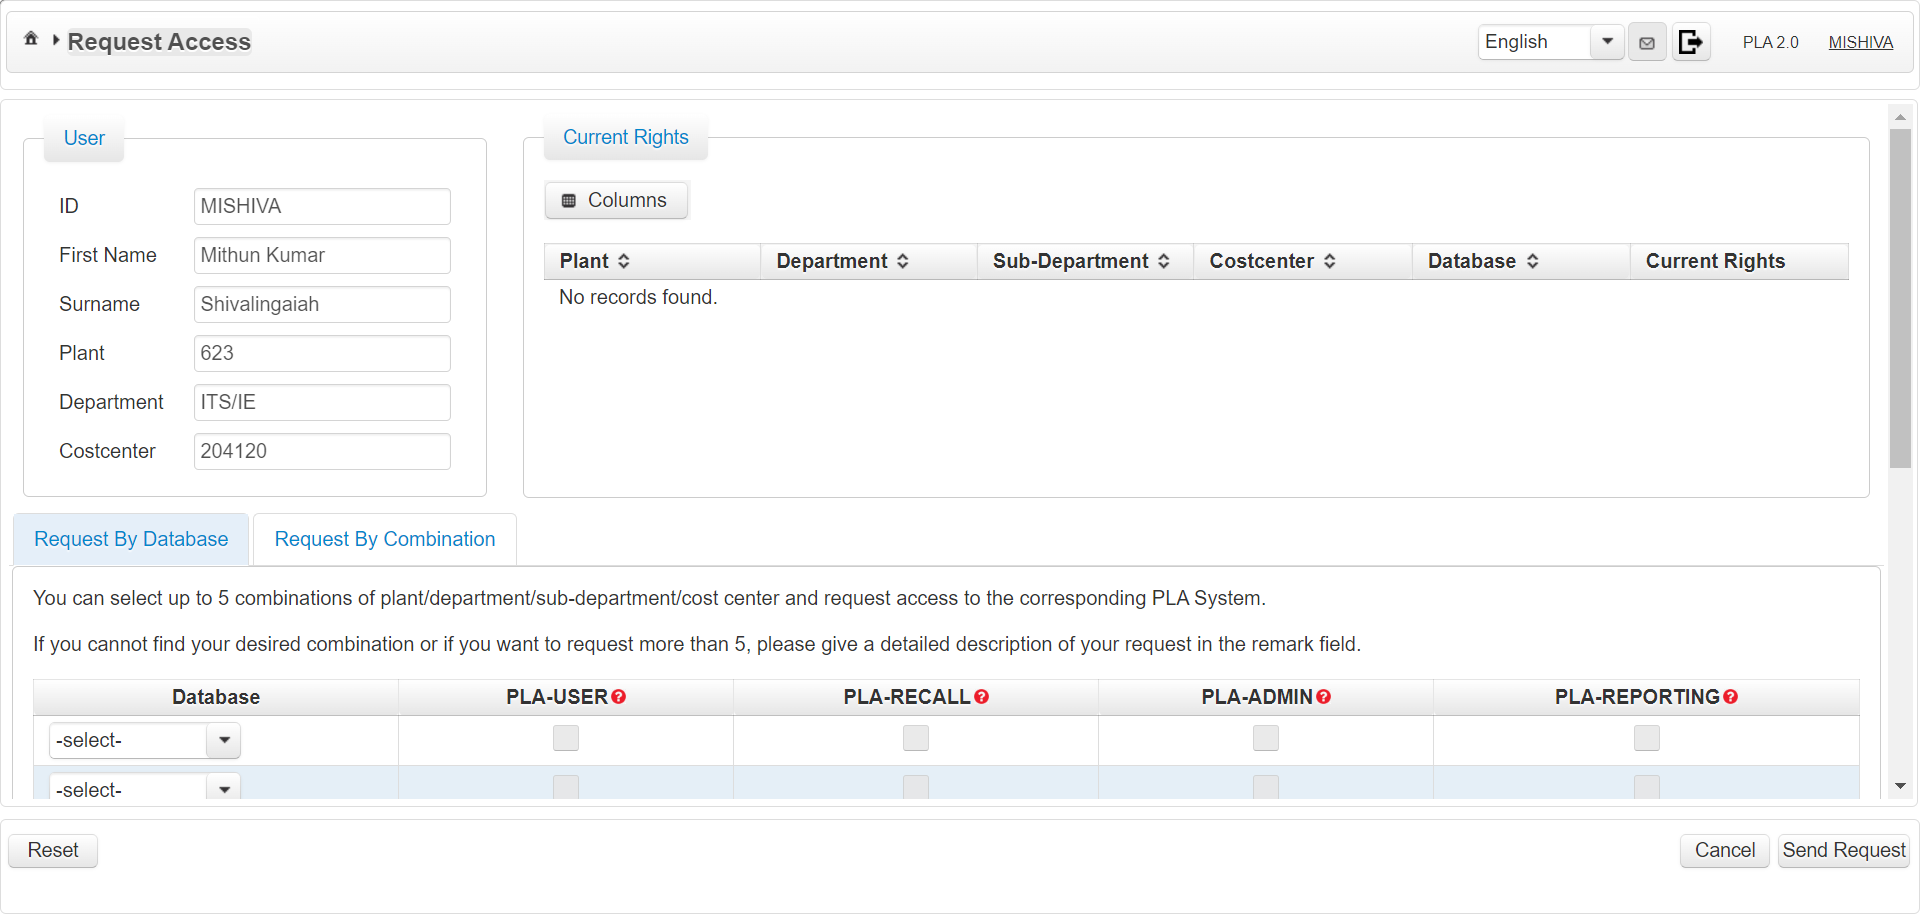 Request Access
English
PLA 2.0
MISHIVA
User
ID
MISHIVA
First Name
Mithun Kumar
Surname
Shivalingaiah
Plant
623
Department
ITS/IE
Costcenter
204120
Current Rights
Columns
Plant Department Sub-Department Costcenter Database Current Rights
No records found.
Request By Database
Request By Combination
You can select up to 5 combinations of plant/department/sub-department/cost center and request access to the corresponding PLA System.
If you cannot find your desired combination or if you want to request more than 5, please give a detailed description of your request in the remark field.
Database PLA-USER? PLA-RECALL? PLA-ADMIN? PLA-REPORTING?
-select-
-select-
Reset
Cancel
Send Request